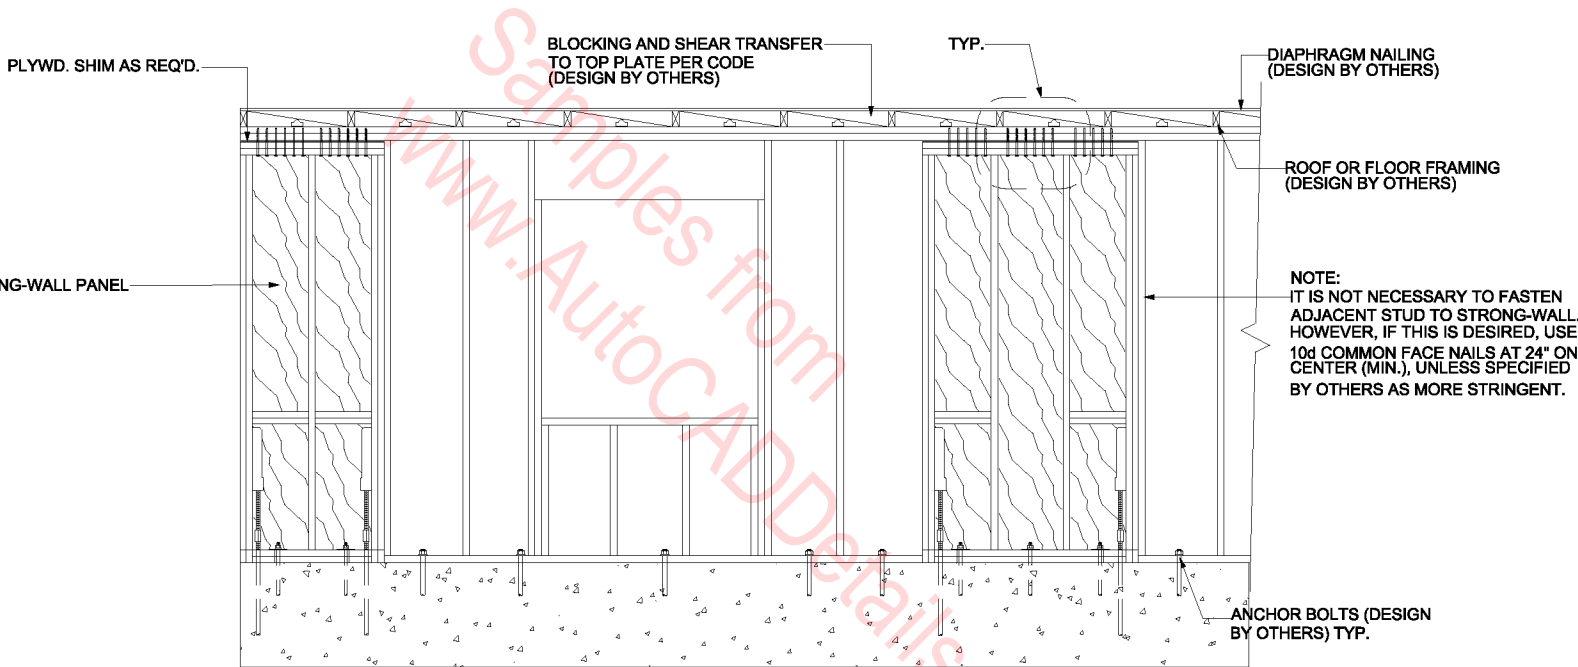 PLYWD. SHIM AS REQ'D.
BLOCKING AND SHEAR TRANSFER
TO TOP PLATE PER CODE
(DESIGN BY OTHERS)
TYP.
DIAPHRAGM NAILING
(DESIGN BY OTHERS)
ROOF OR FLOOR FRAMING
(DESIGN BY OTHERS)
NG-WALL PANEL
NOTE:
IT IS NOT NECESSARY TO FASTEN
ADJACENT STUD TO STRONG-WALL.
HOWEVER, IF THIS IS DESIRED, USE
10d COMMON FACE NAILS AT 24" ON
CENTER (MIN.), UNLESS SPECIFIED
BY OTHERS AS MORE STRINGENT.
ANCHOR BOLTS (DESIGN
BY OTHERS) TYP.
Samples from
www.AutoCADDetails